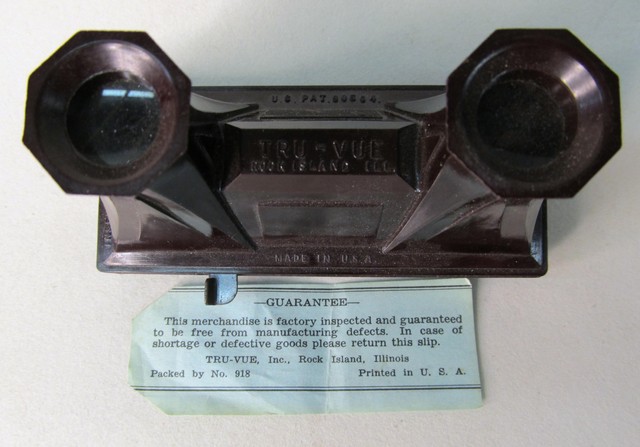 U.S. PAT. 80504.
TRU-VUE
ROCK ISLAND ILL.
MADE IN U.S.A.
—GUARANTEE—
This merchandise is factory inspected and guaranteed
to be free from manufacturing defects. In case of
shortage or defective goods please return this slip.
TRU-VUE, Inc., Rock Island, Illinois
Packed by No. 918 Printed in U. S. A.